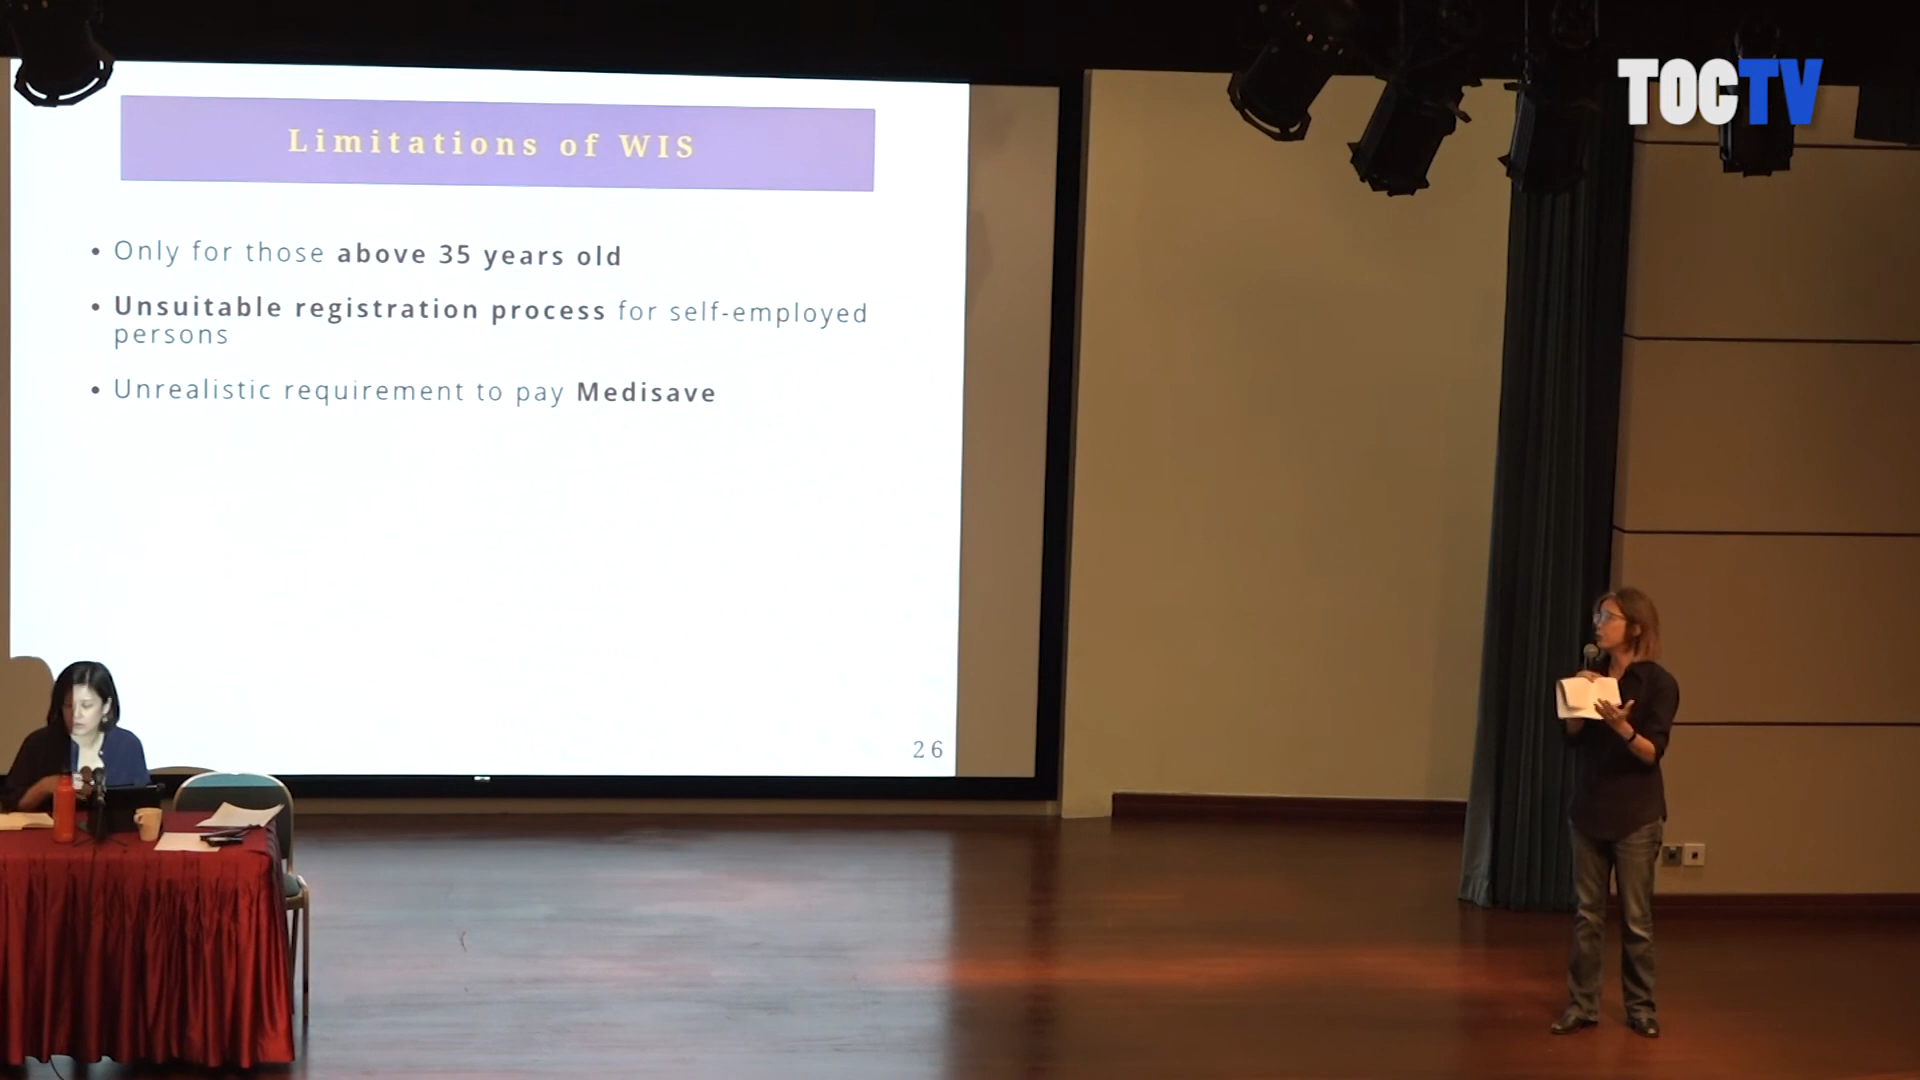 TOCTV
Limitations of WIS
• Only for those above 35 years old
• Unsuitable registration process for self-employed
persons
• Unrealistic requirement to pay Medisave
26